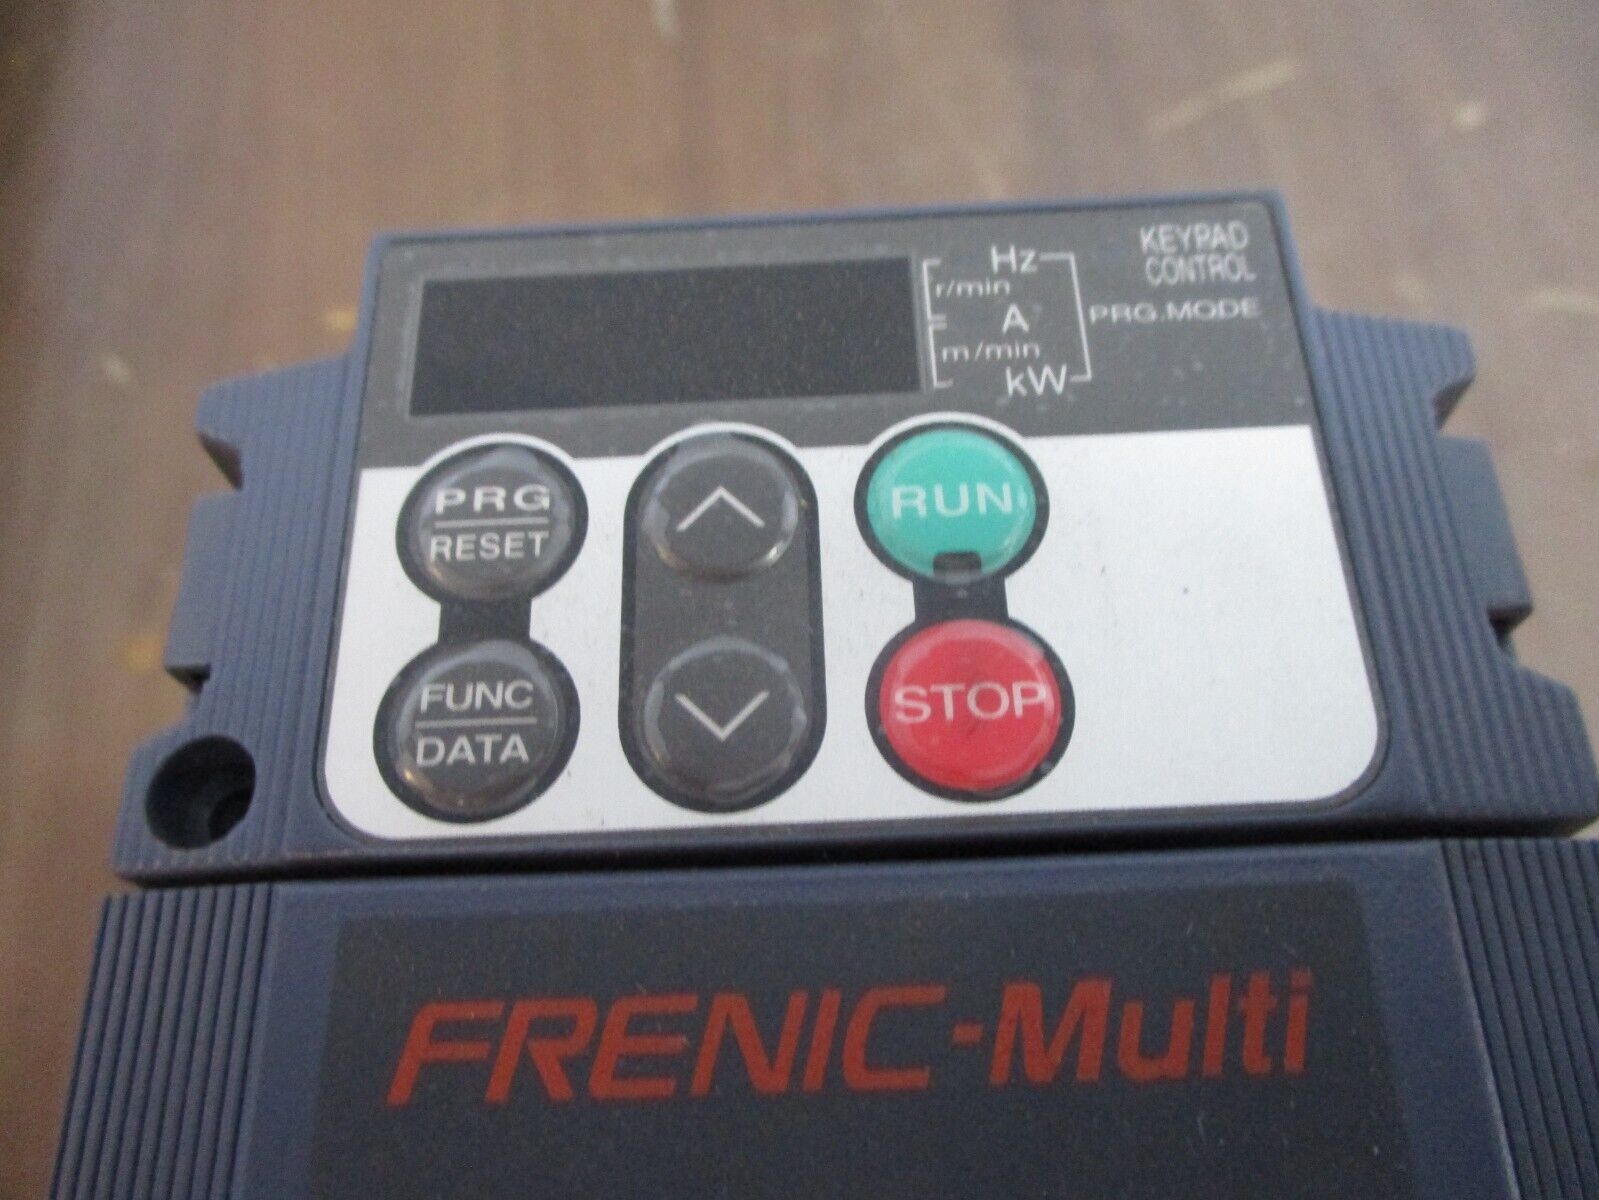 Hz
r/min
A
m/min
kW
PRG.MODE
KEYPAD
CONTROL
PRG
RESET
RUN
FUNC
DATA
STOP
FRENIC-Multi